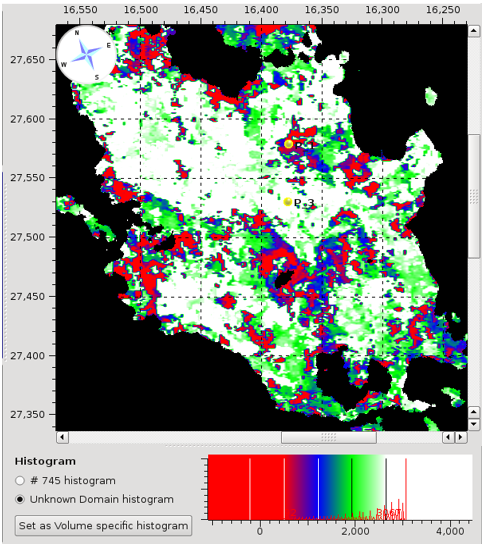 16,550 16,500 16,450 16,400 16,350 16,300 16,250
N
E
W
S
27,650
27,600
27,550
P_3
27,500
27,450
27,400
27,350
Histogram
# 745 histogram
Unknown Domain histogram
Set as Volume specific histogram
0 2,000 4,000